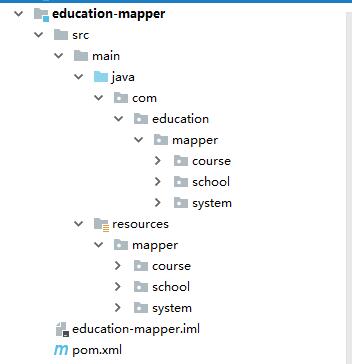 education-mapper
src
main
java
com
education
mapper
course
school
system
resources
mapper
course
school
system
education-mapper.iml
m pom.xml